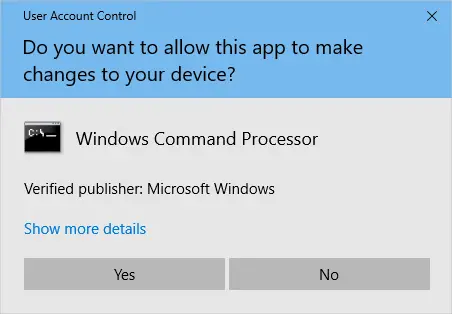 User Account Control
Do you want to allow this app to make
changes to your device?
C:\_
Windows Command Processor
Verified publisher: Microsoft Windows
Show more details
Yes
No